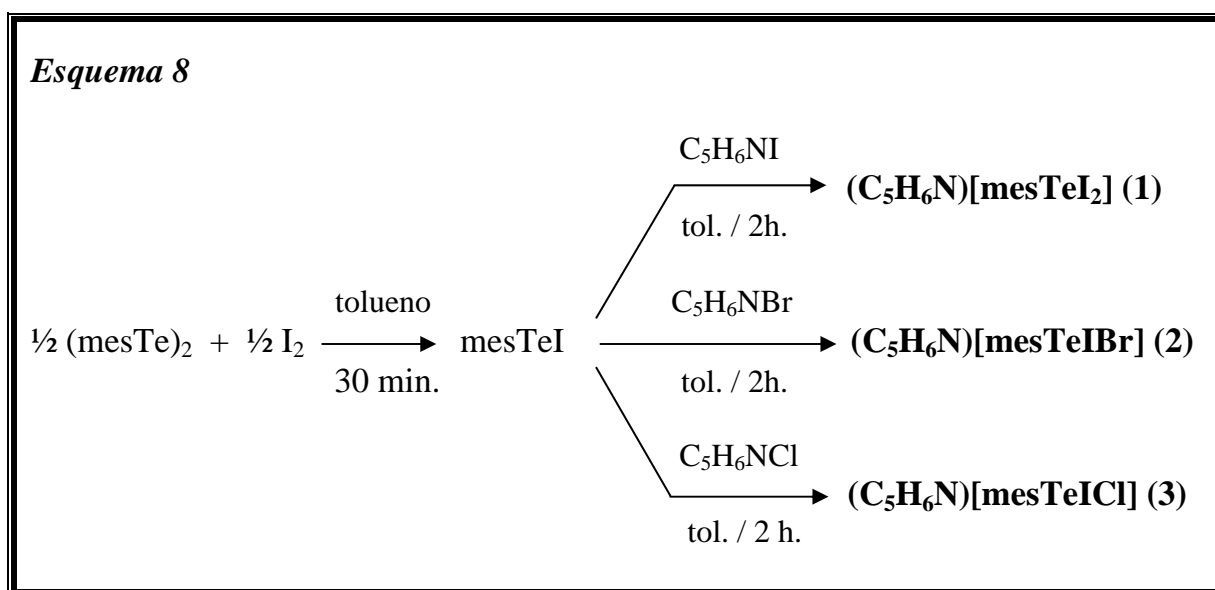 Esquema 8
C₅H₆NI
(C₅H₆N)[mesTeI₂] (1)
tol. / 2h.
tolueno
C₅H₆NBr
½ (mesTe)₂ + ½ I₂
mesTeI
(C₅H₆N)[mesTeIBr] (2)
30 min.
tol. / 2h.
C₅H₆NCl
(C₅H₆N)[mesTeICl] (3)
tol. / 2 h.